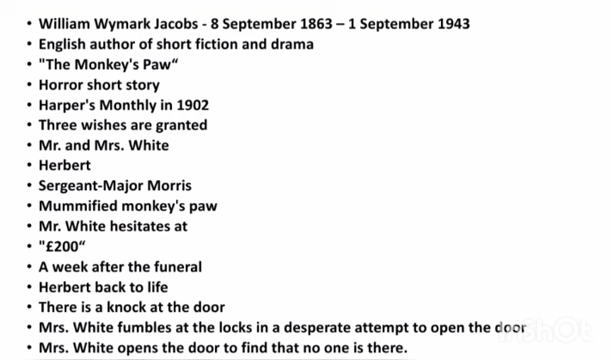 • William Wymark Jacobs - 8 September 1863 – 1 September 1943
• English author of short fiction and drama
• "The Monkey's Paw“
• Horror short story
• Harper's Monthly in 1902
• Three wishes are granted
• Mr. and Mrs. White
• Herbert
• Sergeant-Major Morris
• Mummified monkey's paw
• Mr. White hesitates at
• "£200“
• A week after the funeral
• Herbert back to life
• There is a knock at the door
• Mrs. White fumbles at the locks in a desperate attempt to open the door
• Mrs. White opens the door to find that no one is there.